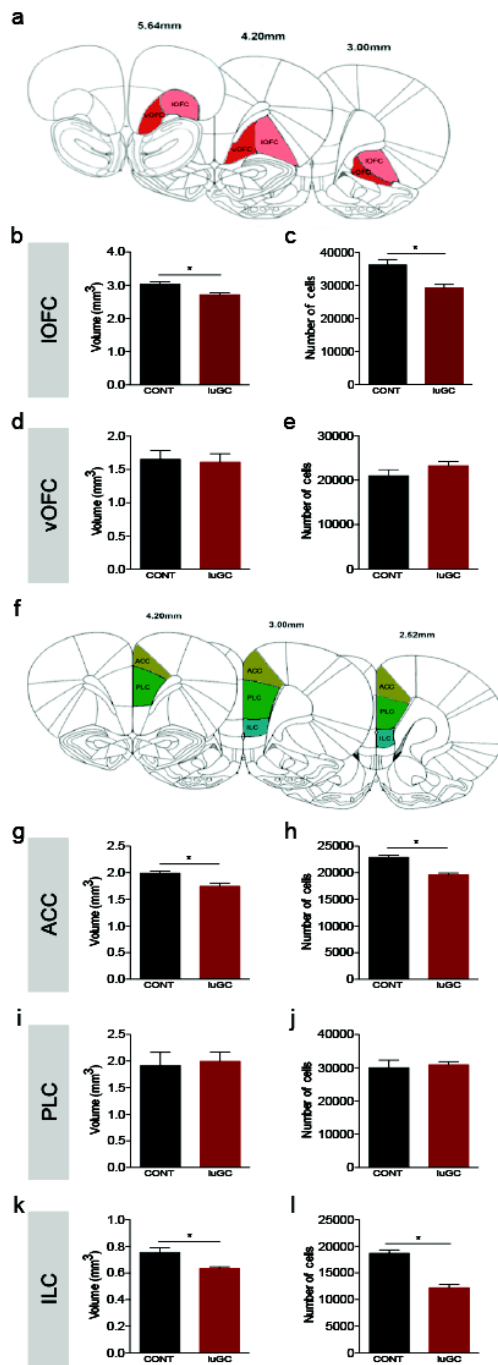 a
5.64mm
4.20mm
3.00mm
vOFC
lOFC
vOFC
lOFC
lOFC
vOFC
b
c
lOFC
Volume (mm3)
4.0
3.0
2.0
1.0
0.0
*
CONT
IuGC
Number of cells
40000
30000
20000
10000
0
*
CONT
IuGC
d
e
vOFC
Volume (mm3)
2.0
1.5
1.0
0.5
0.0
CONT
IuGC
Number of cells
30000
20000
10000
0
CONT
IuGC
f
4.20mm
3.00mm
2.52mm
ACC
PLC
ACC
PLC
ILC
ACC
PLC
ILC
g
h
ACC
Volume (mm3)
2.5
2.0
1.5
1.0
0.5
0.0
*
CONT
IuGC
Number of cells
25000
20000
15000
10000
5000
0
*
CONT
IuGC
i
j
PLC
Volume (mm3)
2.5
2.0
1.5
1.0
0.5
0.0
CONT
IuGC
Number of cells
40000
30000
20000
10000
0
CONT
IuGC
k
l
ILC
Volume (mm3)
0.8
0.6
0.4
0.2
0.0
*
CONT
IuGC
Number of cells
25000
20000
15000
10000
5000
0
*
CONT
IuGC